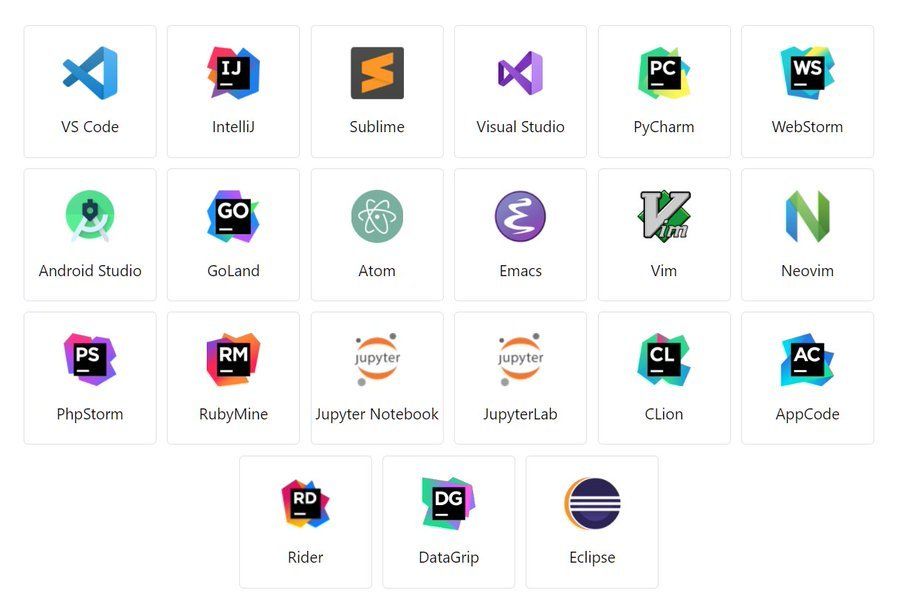 IJ
PC
WS
VS Code
IntelliJ
Sublime
Visual Studio
PyCharm
WebStorm
GO
Vim
Android Studio
GoLand
Atom
Emacs
Vim
Neovim
PS
RM
jupyter
jupyter
CL
AC
PhpStorm
RubyMine
Jupyter Notebook
JupyterLab
CLion
AppCode
RD
DG
Rider
DataGrip
Eclipse